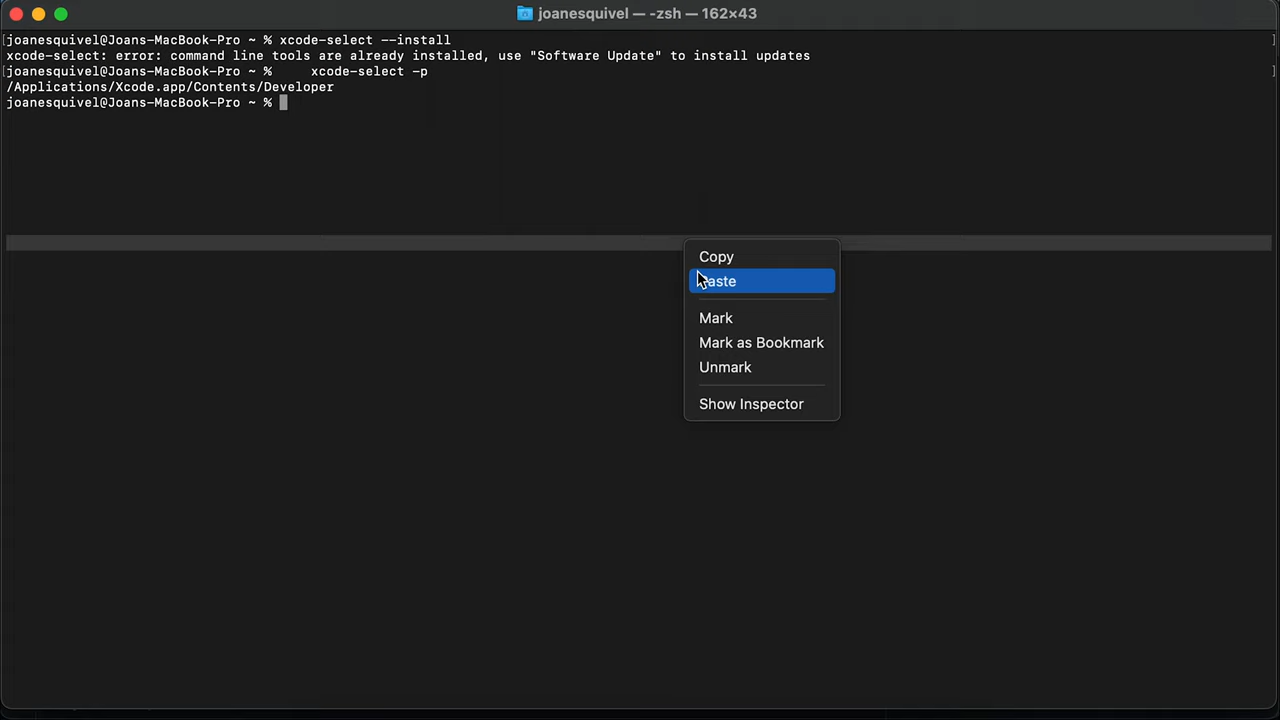 joanesquivel — -zsh — 162×43
[joanesquivel@Joans-MacBook-Pro ~ % xcode-select --install ]
xcode-select: error: command line tools are already installed, use "Software Update" to install updates
[joanesquivel@Joans-MacBook-Pro ~ %     xcode-select -p ]
/Applications/Xcode.app/Contents/Developer
joanesquivel@Joans-MacBook-Pro ~ %
Copy
Paste
Mark
Mark as Bookmark
Unmark
Show Inspector